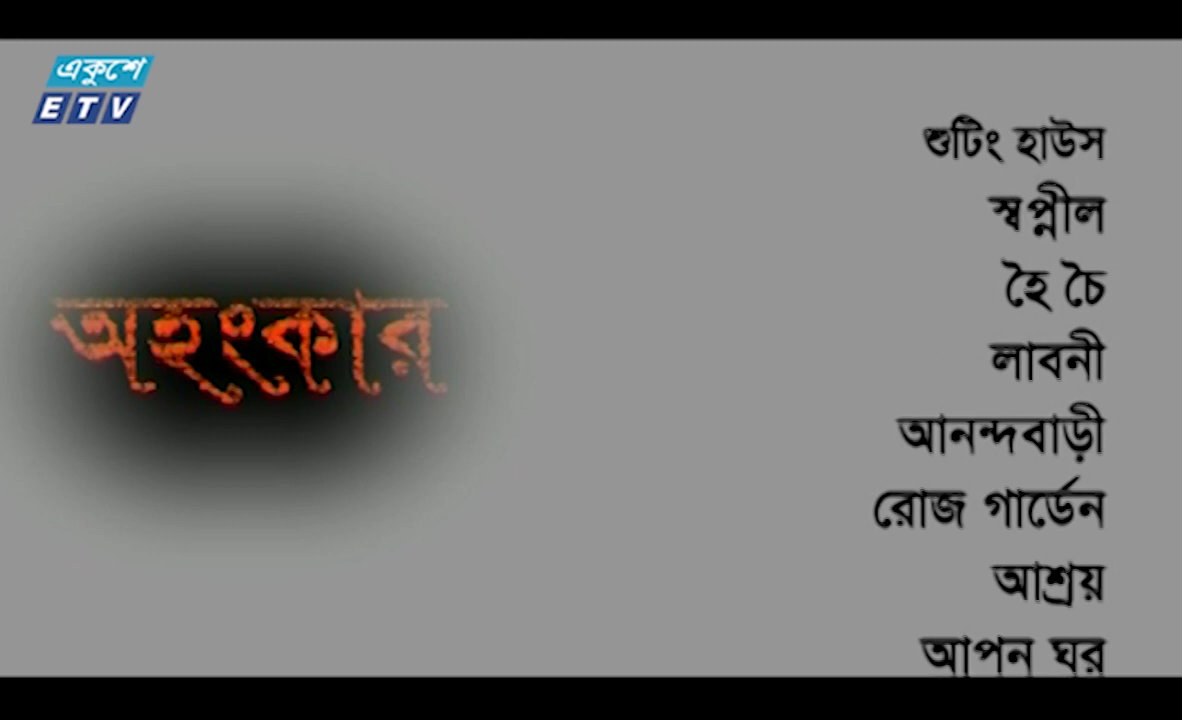 একুশে
ETV
অহংকার
শুটিং হাউস
স্বপ্নীল
হৈ চৈ
লাবনী
আনন্দবাড়ী
রোজ গার্ডেন
আশ্রয়
আপন ঘর